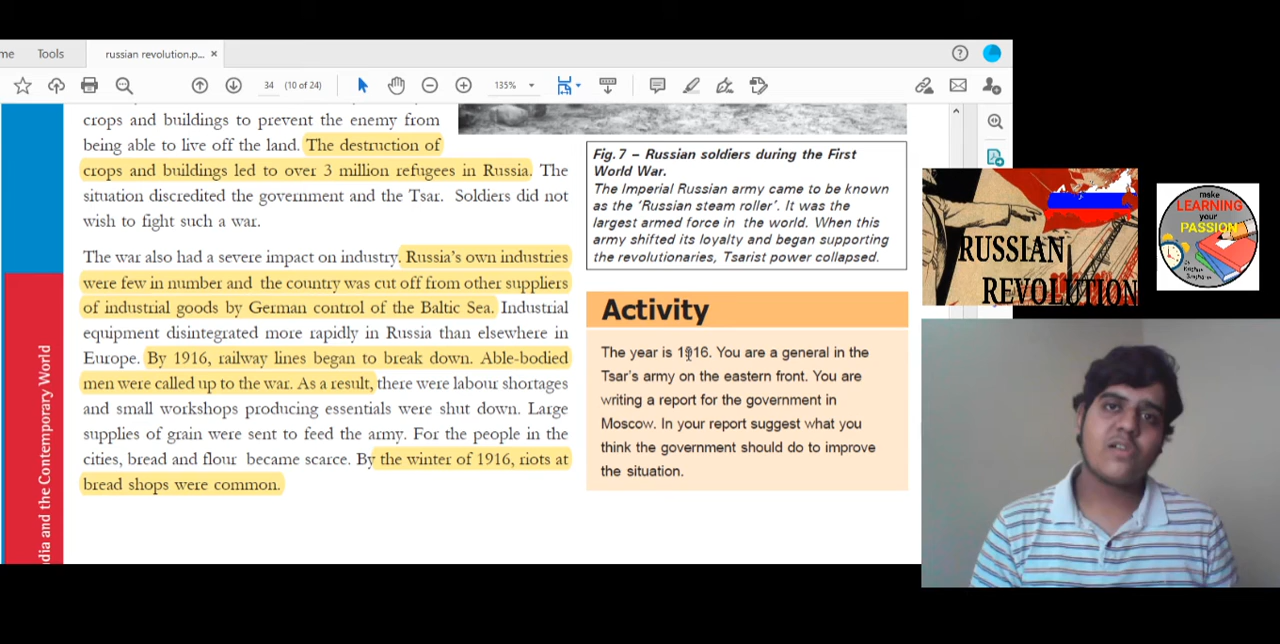 me
Tools
russian revolution.p... ×
34
(10 of 24)
135%
crops and buildings to prevent the enemy from
being able to live off the land. The destruction of
crops and buildings led to over 3 million refugees in Russia. The
situation discredited the government and the Tsar. Soldiers did not
wish to fight such a war.
The war also had a severe impact on industry. Russia's own industries
were few in number and the country was cut off from other suppliers
of industrial goods by German control of the Baltic Sea. Industrial
equipment disintegrated more rapidly in Russia than elsewhere in
Europe. By 1916, railway lines began to break down. Able-bodied
men were called up to the war. As a result, there were labour shortages
and small workshops producing essentials were shut down. Large
supplies of grain were sent to feed the army. For the people in the
cities, bread and flour became scarce. By the winter of 1916, riots at
bread shops were common.
Fig.7 – Russian soldiers during the First
World War.
The Imperial Russian army came to be known
as the 'Russian steam roller'. It was the
largest armed force in the world. When this
army shifted its loyalty and began supporting
the revolutionaries, Tsarist power collapsed.
Activity
The year is 1916. You are a general in the
Tsar's army on the eastern front. You are
writing a report for the government in
Moscow. In your report suggest what you
think the government should do to improve
the situation.
dia and the Contemporary World
RUSSIAN
REVOLUTION
make
LEARNING
your
PASSION